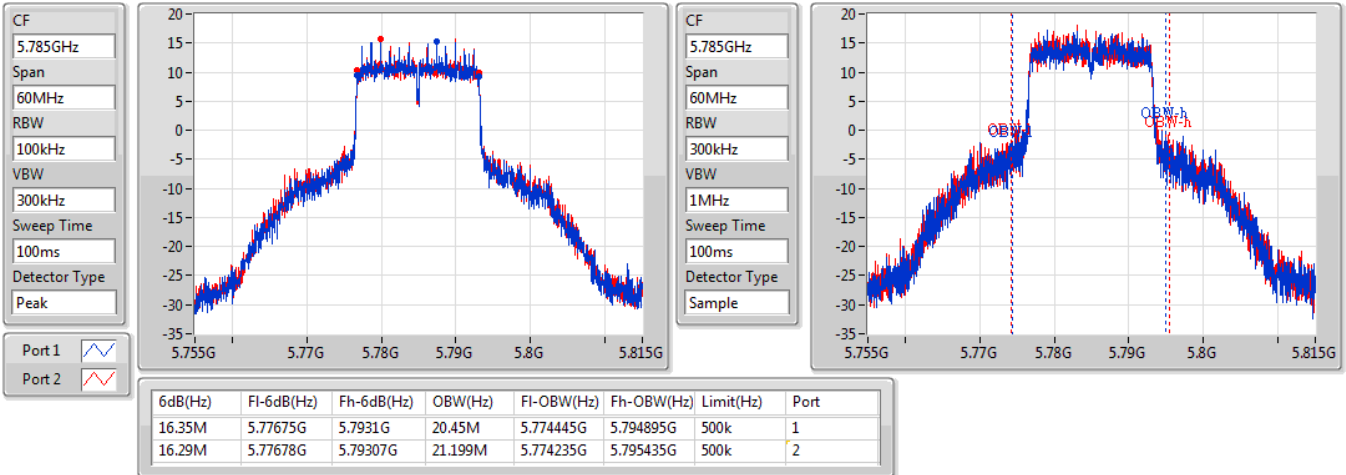 CF
5.785GHz
Span
60MHz
RBW
100kHz
VBW
300kHz
Sweep Time
100ms
Detector Type
Peak
Port 1
Port 2
20
15
10
5
0
-5
-10
-15
-20
-25
-30
-35
5.755G 5.77G 5.78G 5.79G 5.8G 5.815G
CF
5.785GHz
Span
60MHz
RBW
300kHz
VBW
1MHz
Sweep Time
100ms
Detector Type
Sample
20
15
10
5
0
-5
-10
-15
-20
-25
-30
-35
OBW-h
OBW-h
5.755G 5.77G 5.78G 5.79G 5.8G 5.815G
6dB(Hz) Fl-6dB(Hz) Fh-6dB(Hz) OBW(Hz) Fl-OBW(Hz) Fh-OBW(Hz) Limit(Hz) Port
16.35M 5.77675G 5.7931G 20.45M 5.774445G 5.794895G 500k 1
16.29M 5.77678G 5.79307G 21.199M 5.774235G 5.795435G 500k 2